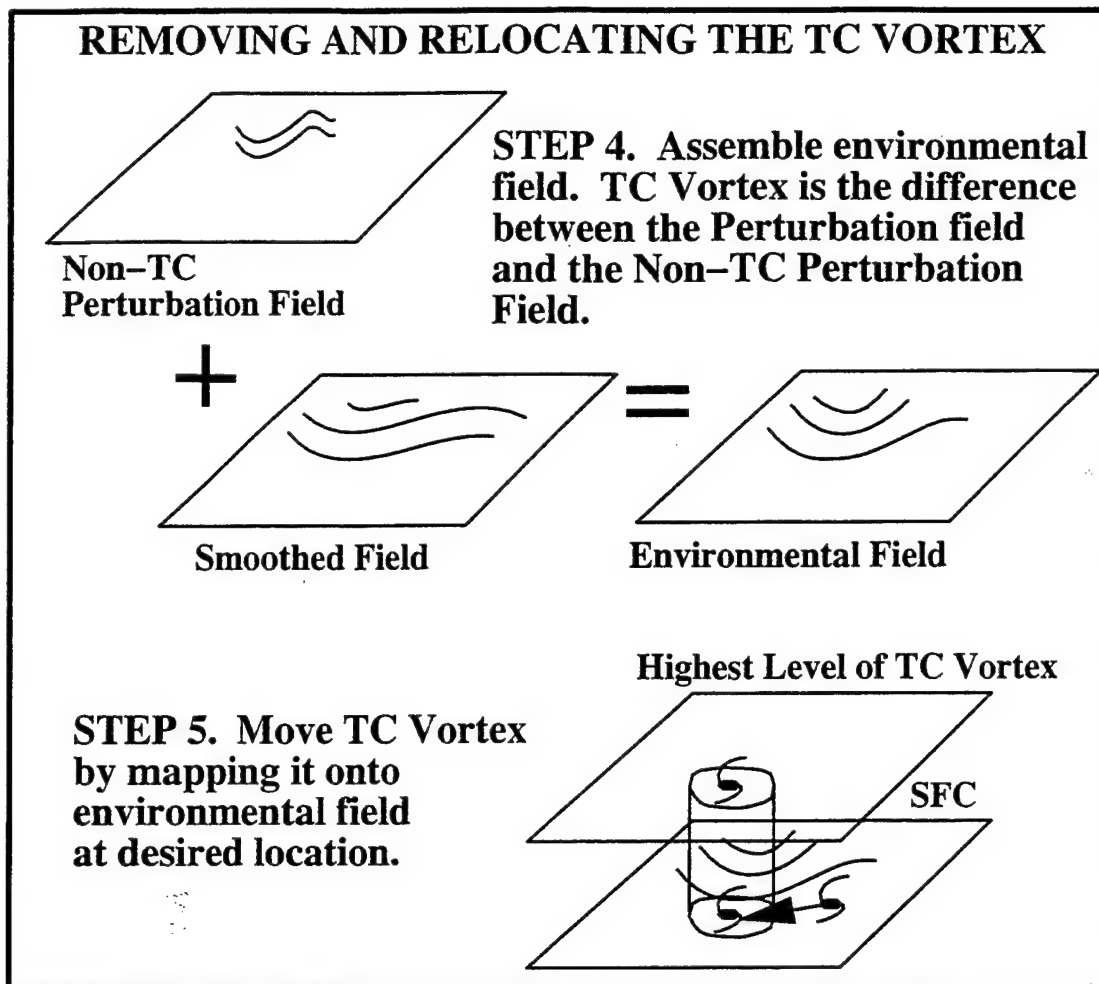 REMOVING AND RELOCATING THE TC VORTEX
STEP 4. Assemble environmental
field. TC Vortex is the difference
between the Perturbation field
and the Non–TC Perturbation
Field.
Non–TC
Perturbation Field
+
=
Smoothed Field
Environmental Field
Highest Level of TC Vortex
STEP 5. Move TC Vortex
by mapping it onto
environmental field
at desired location.
SFC